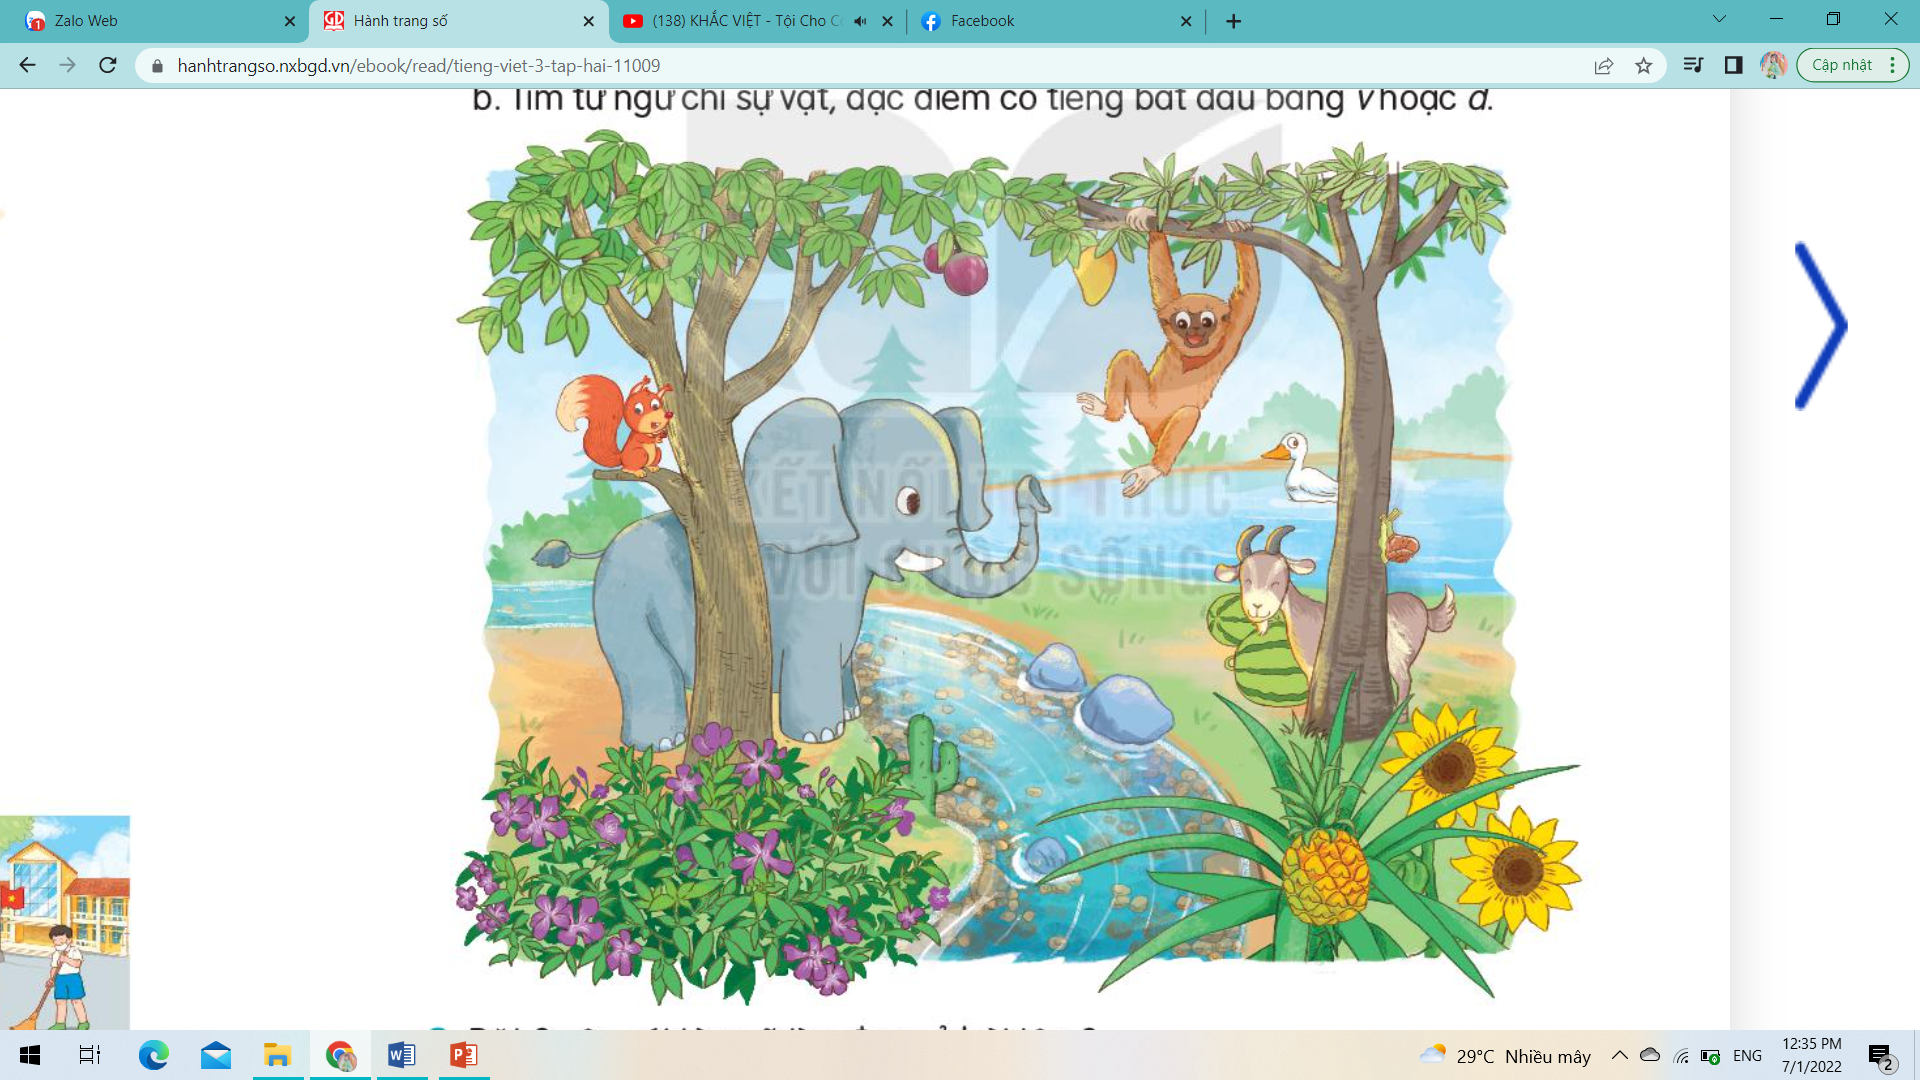 Zalo Web
Hành trang số
(138) KHẮC VIỆT - Tội Cho C
Facebook
hanhtrangso.nxbgd.vn/ebook/read/tieng-viet-3-tap-hai-11009
Cập nhật
b. Tìm từ ngữ chỉ sự vật, đặc điểm có tiếng bắt đầu bằng v hoặc d.
KẾT NỐI TRI THỨC
VỚI CUỘC SỐNG
29°C Nhiều mây
ENG
12:35 PM
7/1/2022
2